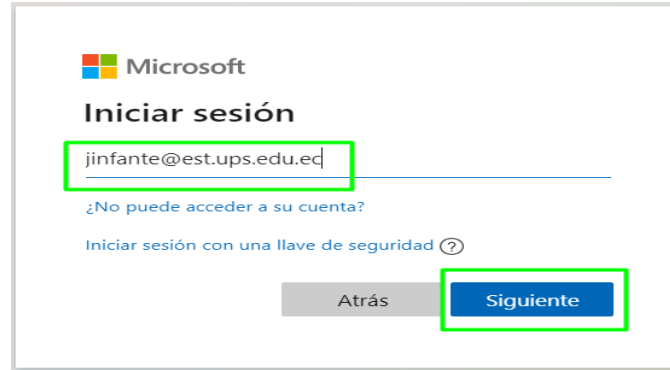 Microsoft
Iniciar sesión
jinfante@est.ups.edu.ec
¿No puede acceder a su cuenta?
Iniciar sesión con una llave de seguridad ?
Atrás Siguiente